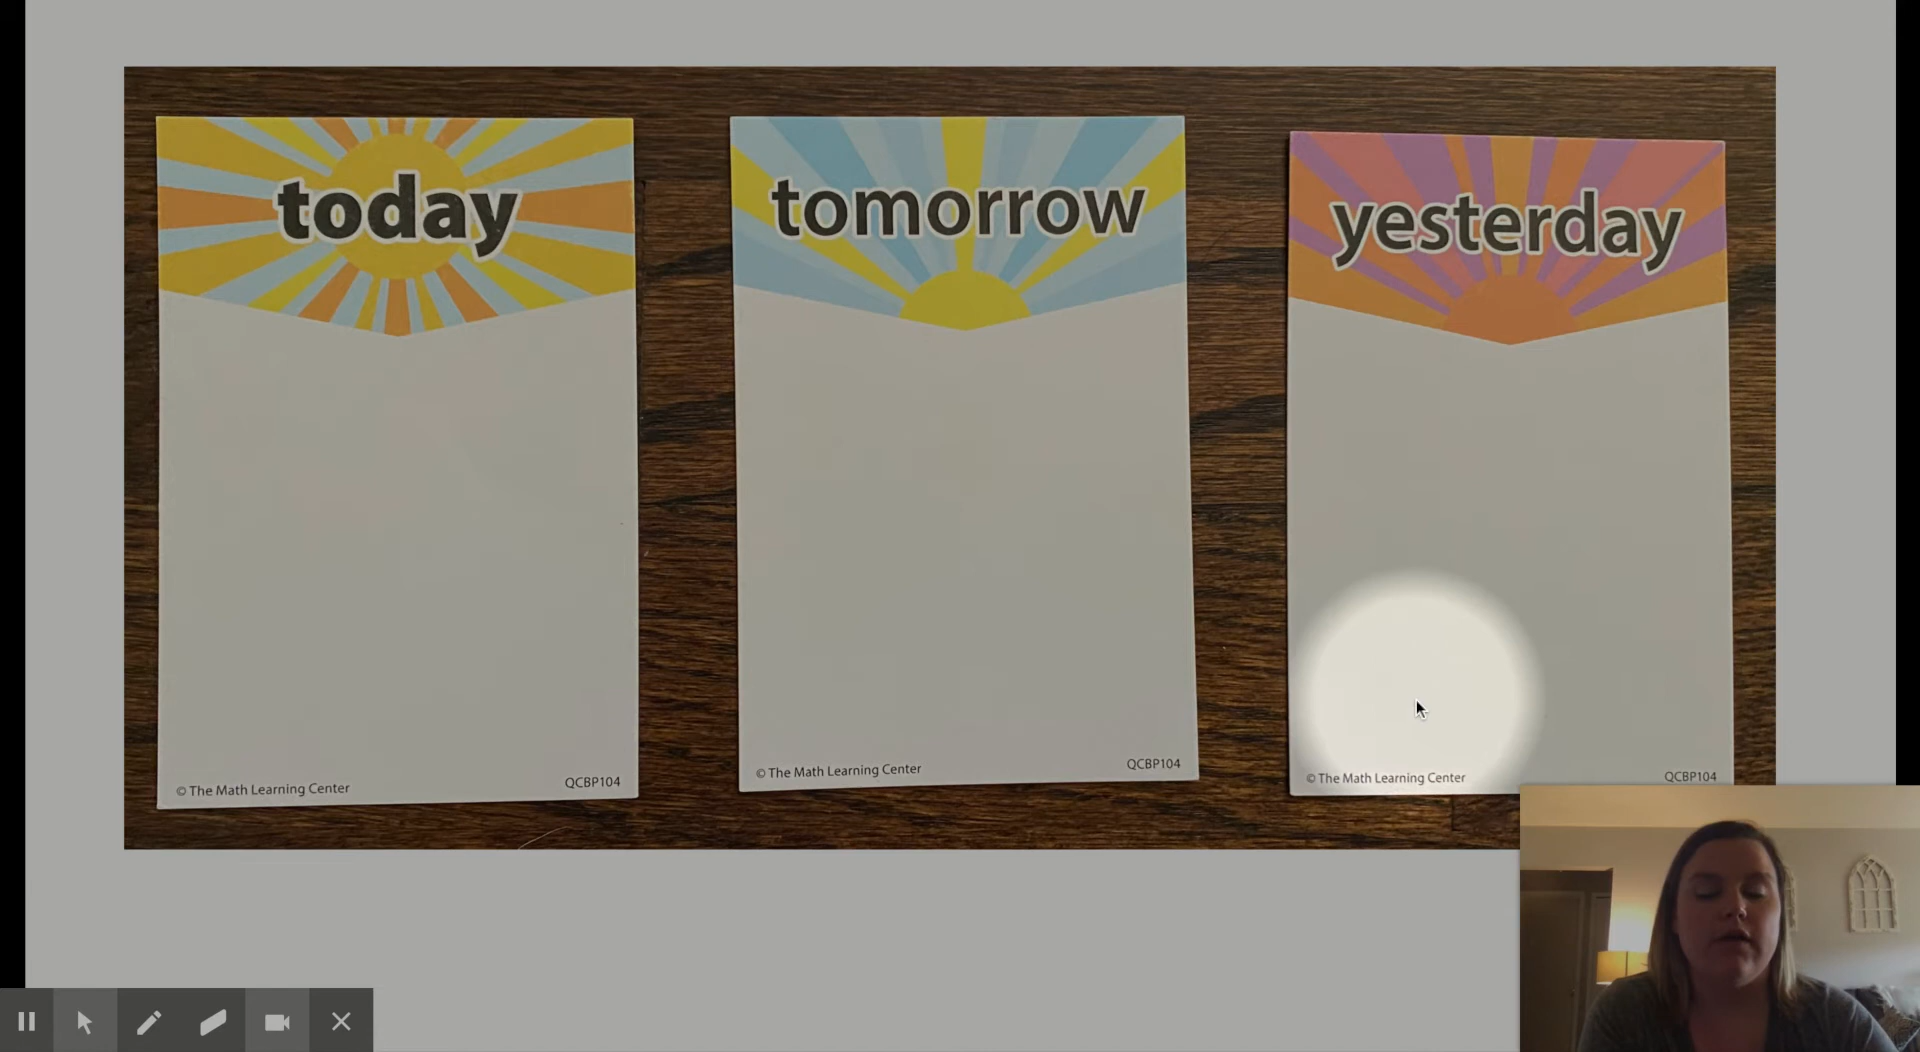 today
tomorrow
yesterday
© The Math Learning Center
QCBP104
© The Math Learning Center
QCBP104
© The Math Learning Center
QCBP104